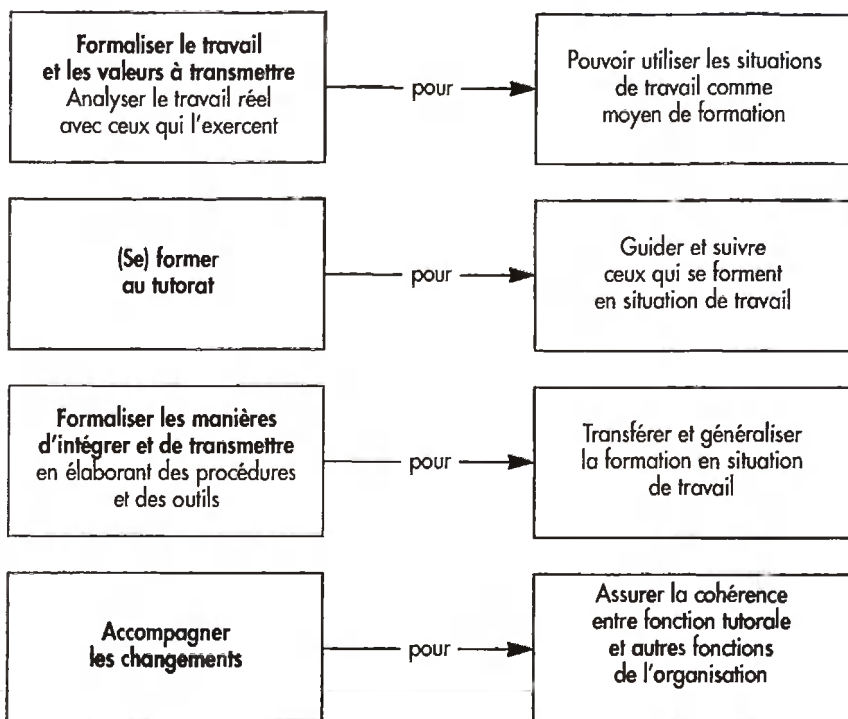 Formaliser le travail
et les valeurs à transmettre
Analyser le travail réel
avec ceux qui l'exercent
pour
Pouvoir utiliser les situations
de travail comme
moyen de formation
(Se) former
au tutorat
pour
Guider et suivre
ceux qui se forment
en situation de travail
Formaliser les manières
d'intégrer et de transmettre
en élaborant des procédures
et des outils
pour
Transférer et généraliser
la formation en situation
de travail
Accompagner
les changements
pour
Assurer la cohérence
entre fonction tutorale
et autres fonctions
de l'organisation